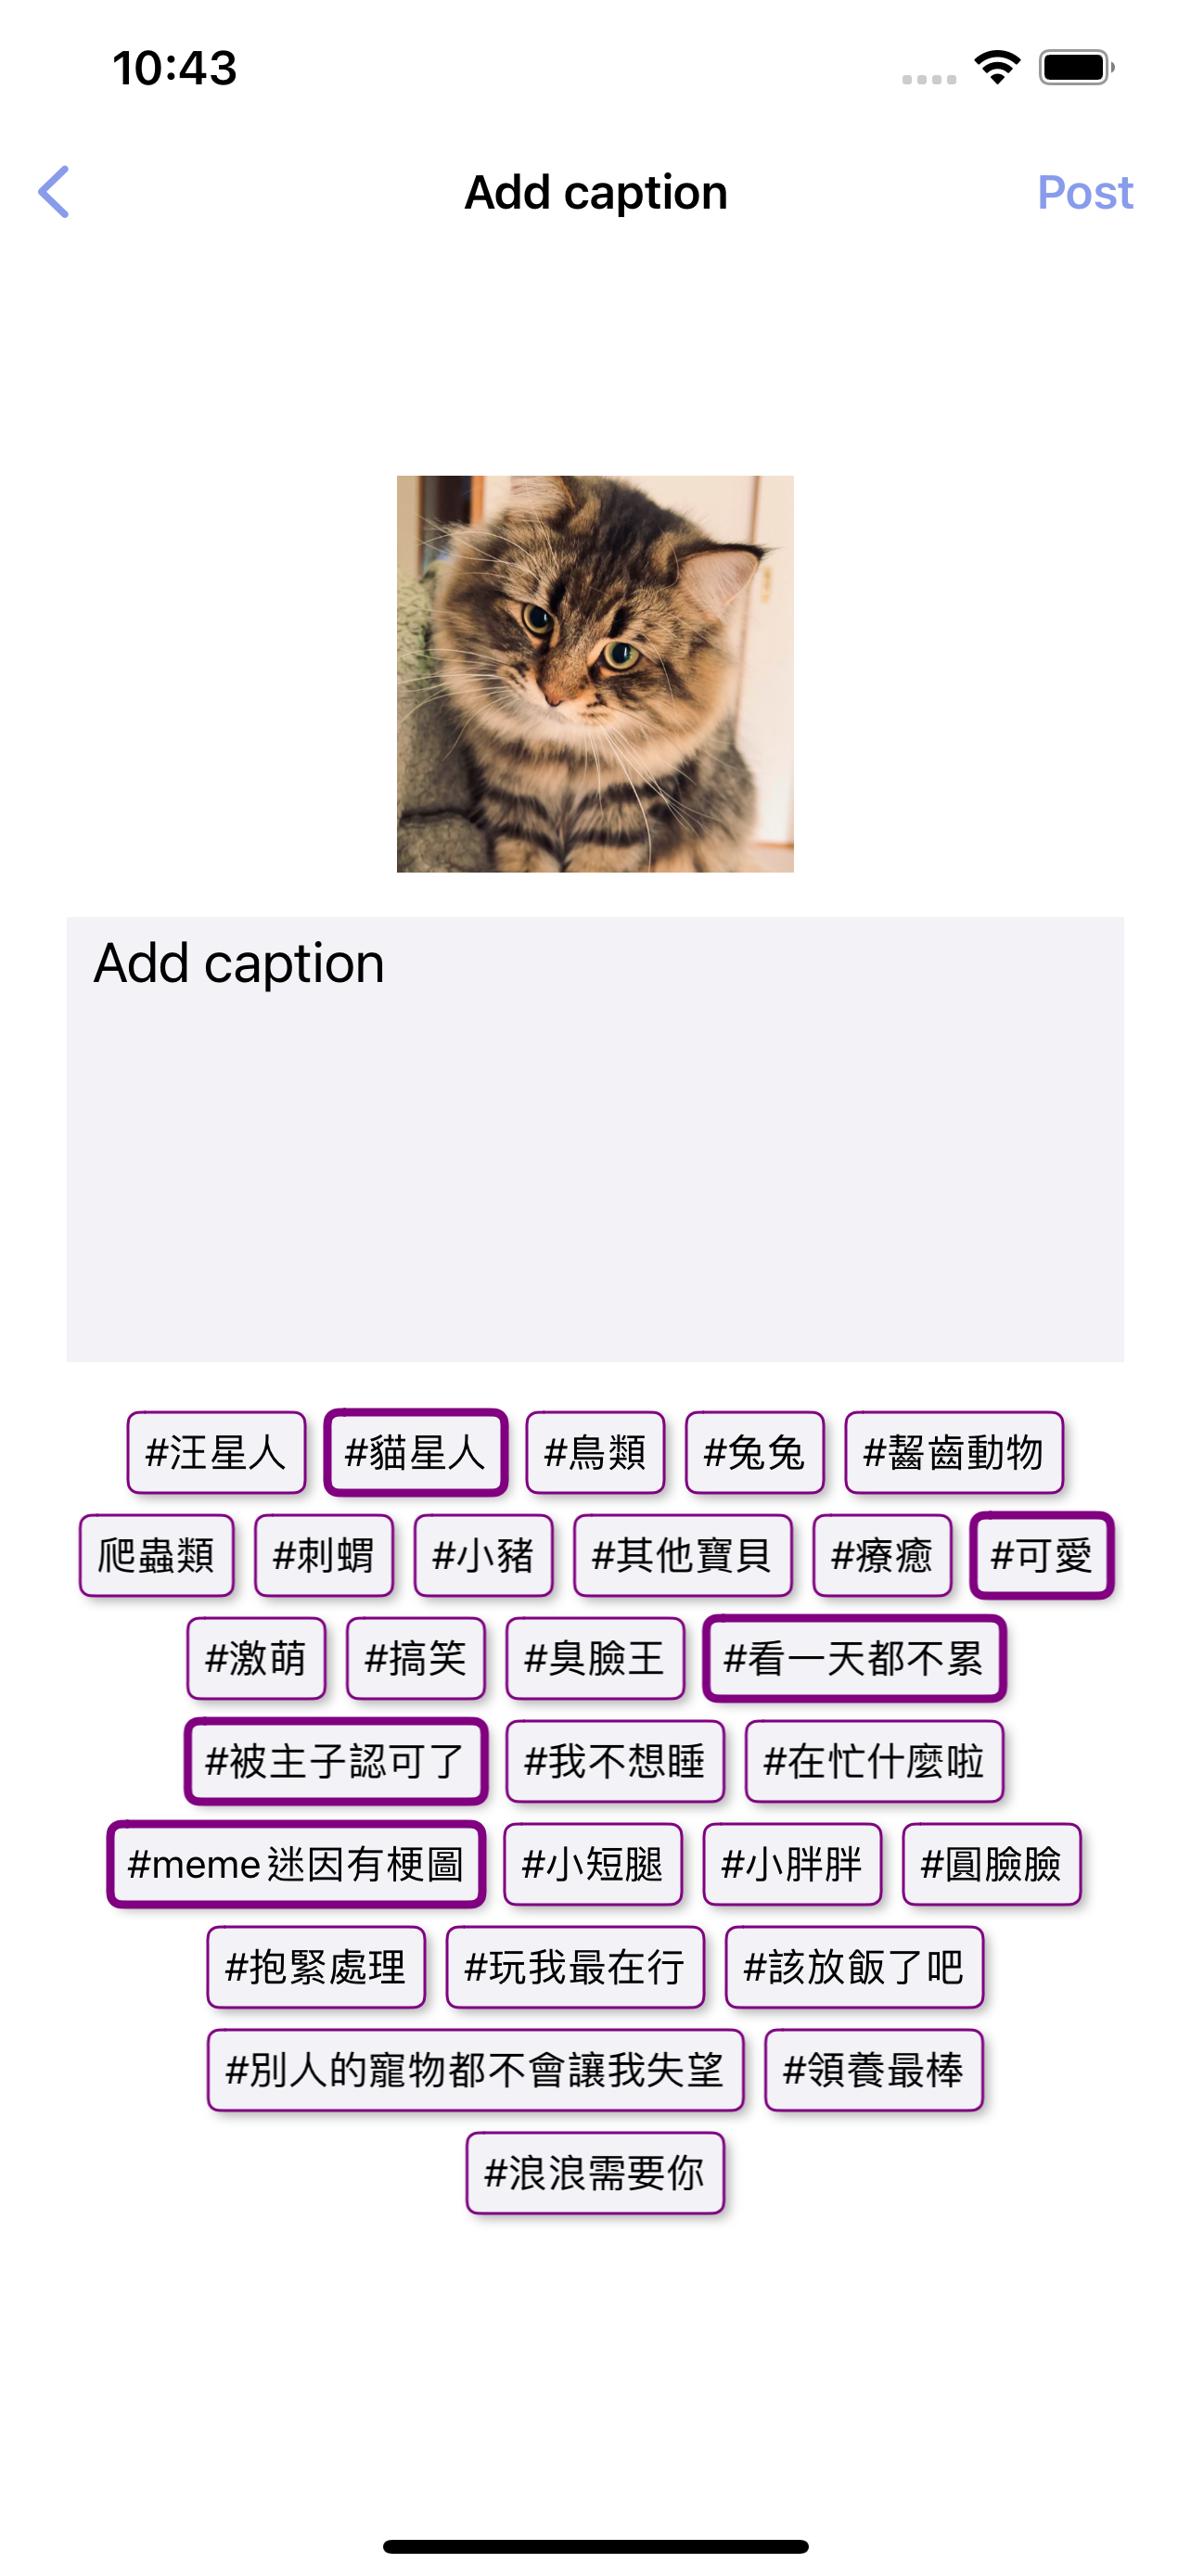 10:43
Add caption Post
Add caption
#汪星人 #貓星人 #鳥類 #兔兔 #齧齒動物
爬蟲類 #刺蝟 #小豬 #其他寶貝 #療癒 #可愛
#激萌 #搞笑 #臭臉王 #看一天都不累
#被主子認可了 #我不想睡 #在忙什麼啦
#meme迷因有梗圖 #小短腿 #小胖胖 #圓臉臉
#抱緊處理 #玩我最在行 #該放飯了吧
#別人的寵物都不會讓我失望 #領養最棒
#浪浪需要你